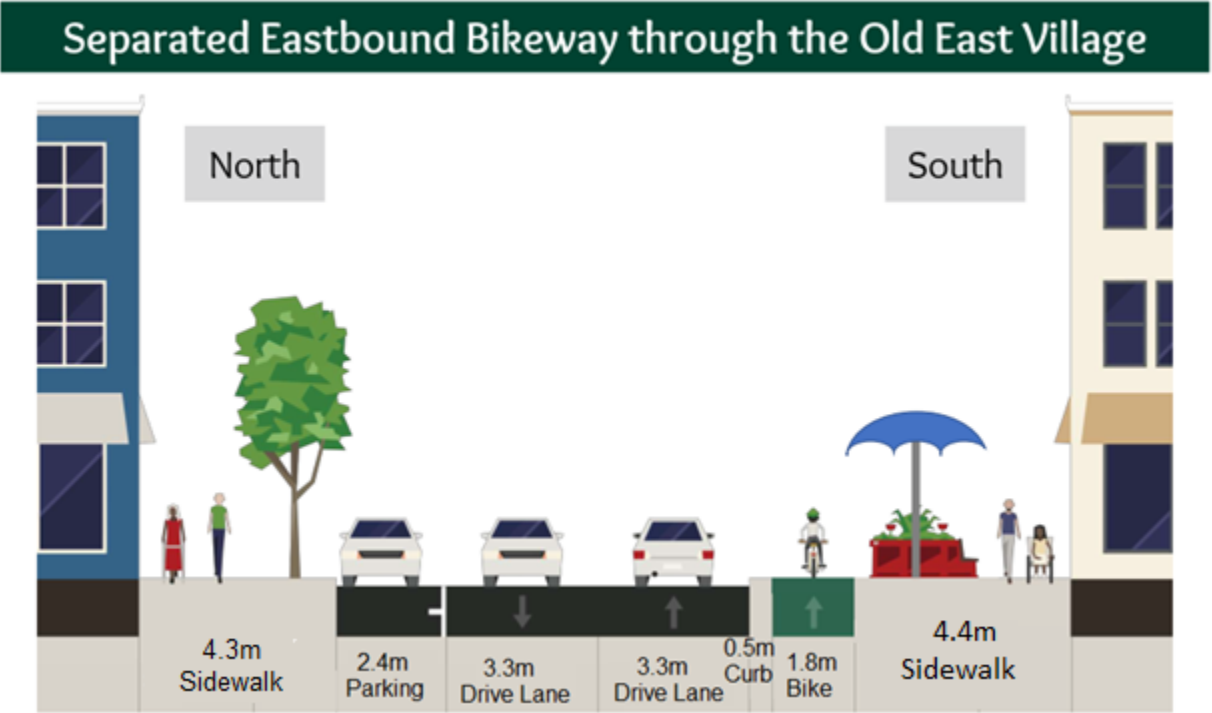 Separated Eastbound Bikeway through the Old East Village
North
South
4.3m
Sidewalk
2.4m
Parking
3.3m
Drive Lane
3.3m
Drive Lane
0.5m
Curb
1.8m
Bike
4.4m
Sidewalk